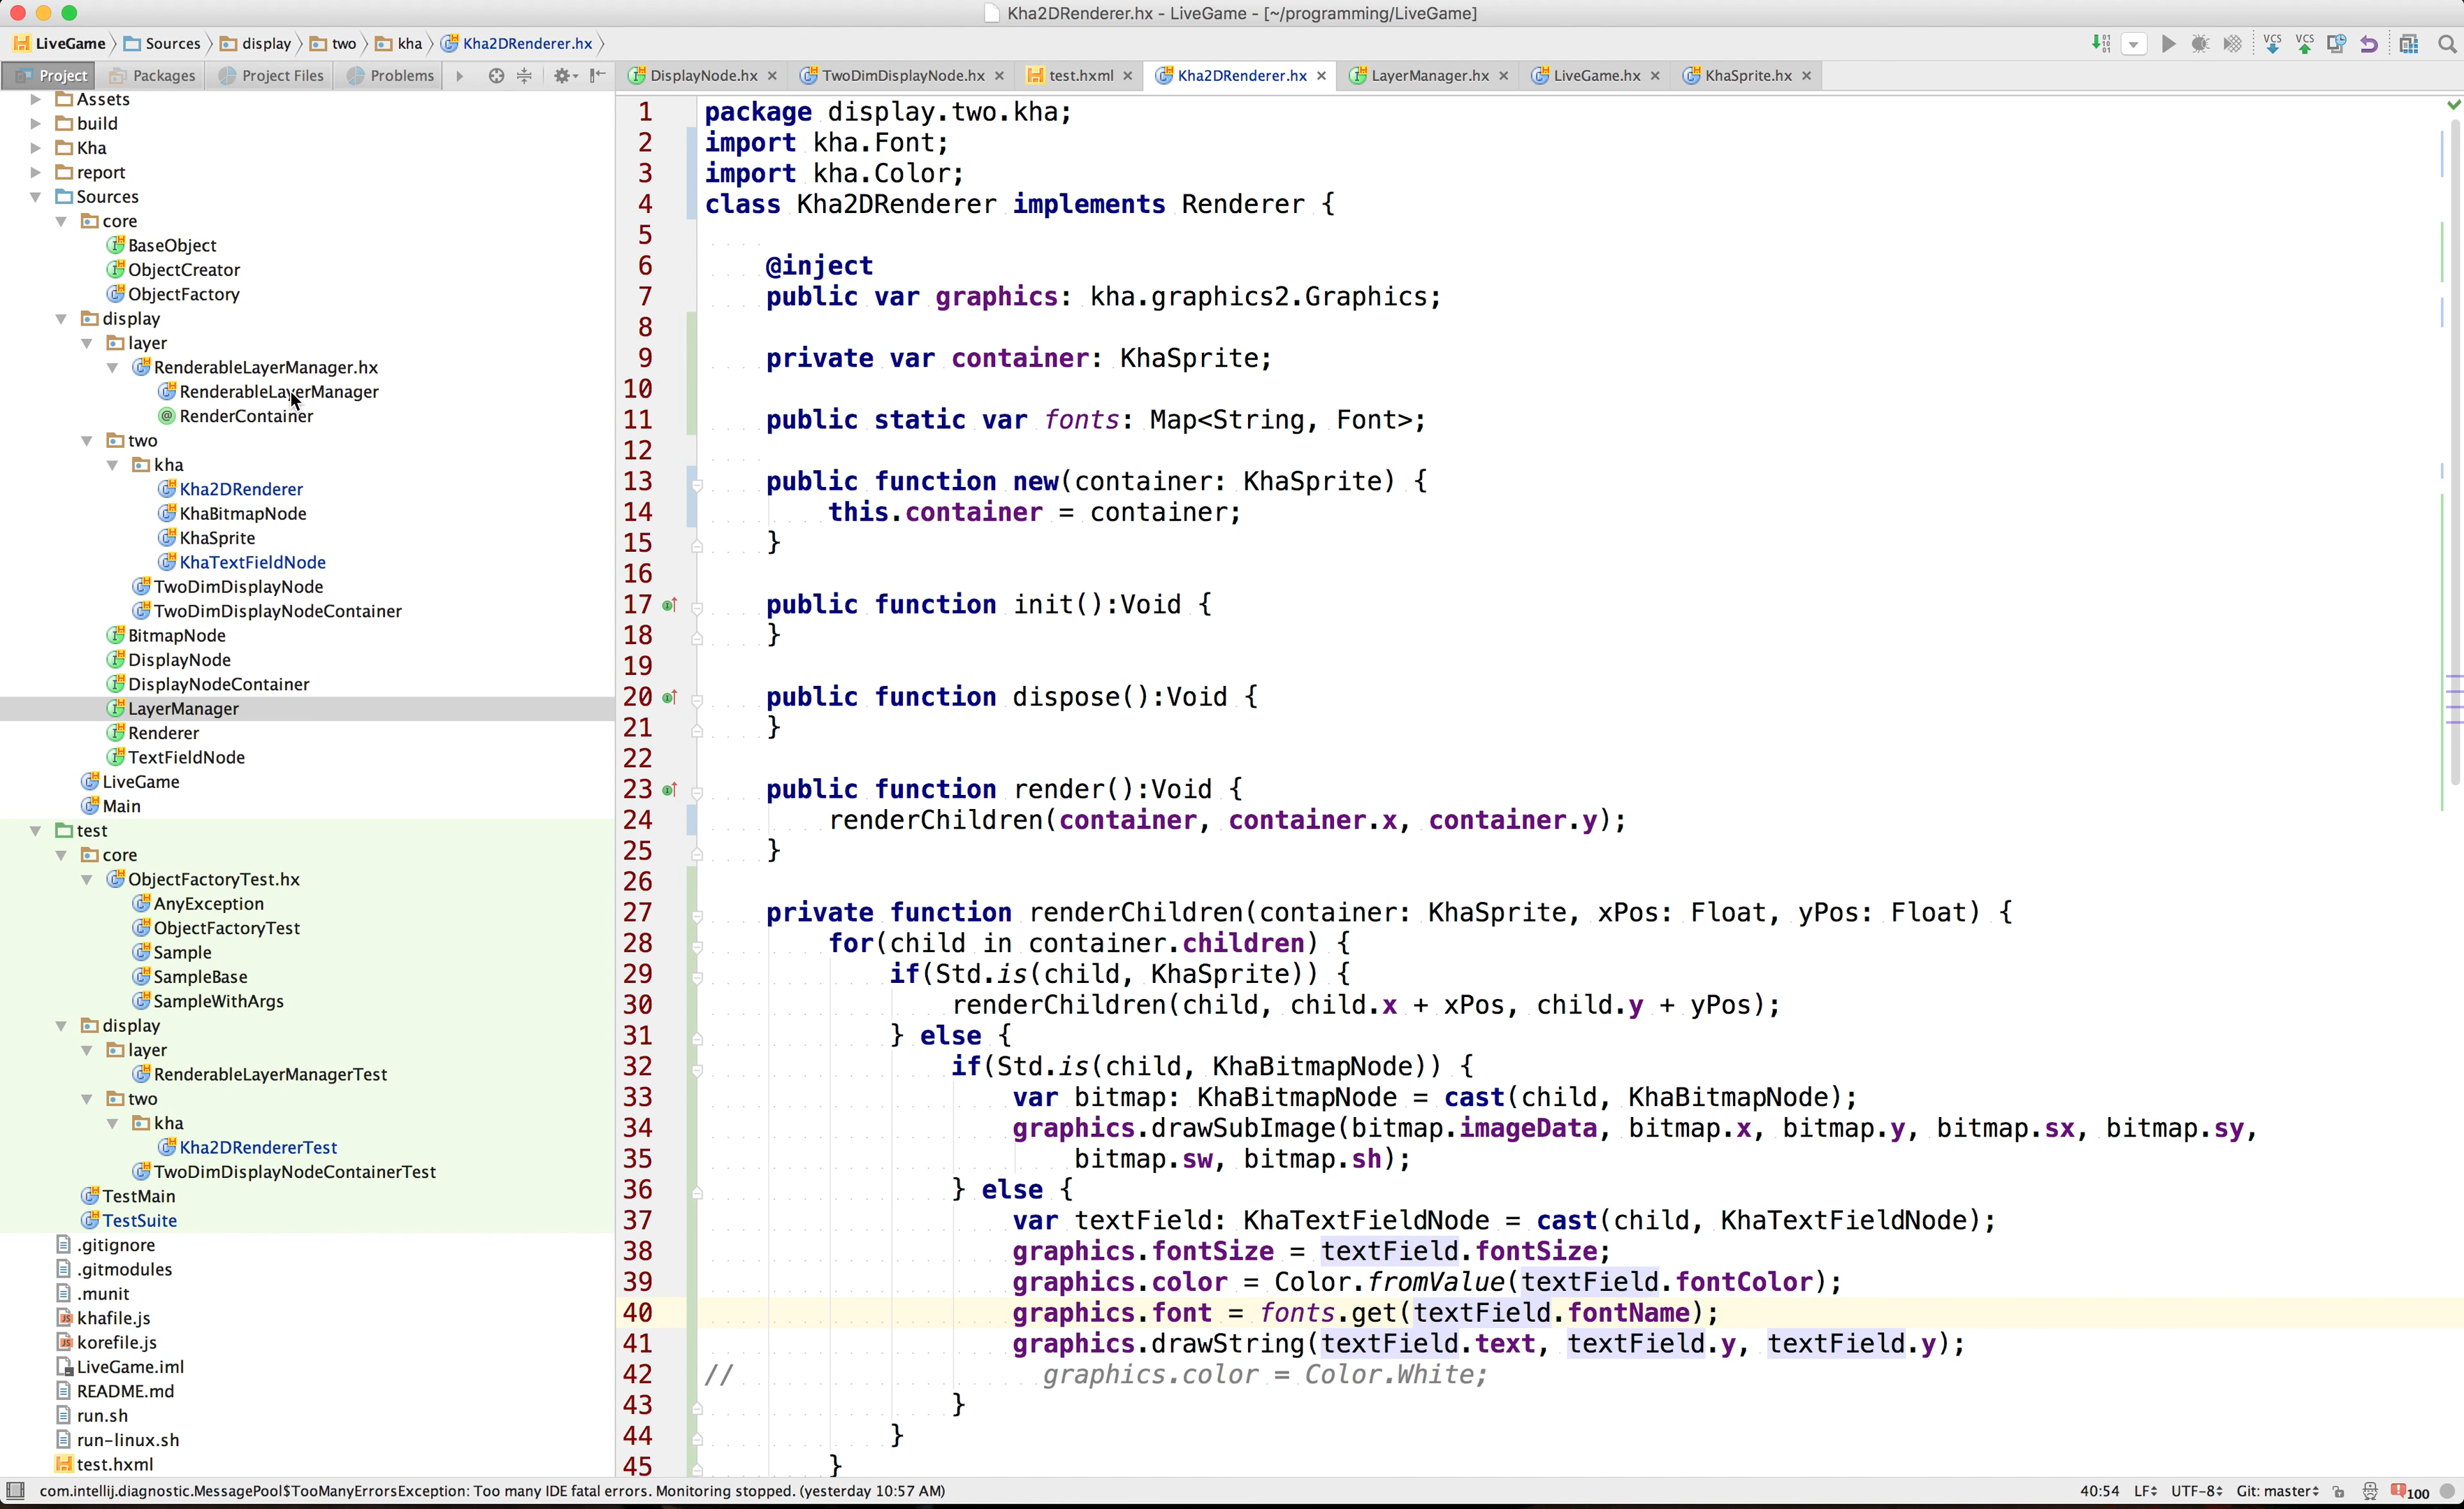 Kha2DRenderer.hx - LiveGame - [~/programming/LiveGame]
LiveGame Sources display two kha Kha2DRenderer.hx
Project Packages Project Files Problems
DisplayNode.hx TwoDimDisplayNode.hx test.hxml Kha2DRenderer.hx LayerManager.hx LiveGame.hx KhaSprite.hx
Assets
build
Kha
report
Sources
core
BaseObject
ObjectCreator
ObjectFactory
display
layer
RenderableLayerManager.hx
RenderableLayerManager
RenderContainer
two
kha
Kha2DRenderer
KhaBitmapNode
KhaSprite
KhaTextFieldNode
TwoDimDisplayNode
TwoDimDisplayNodeContainer
BitmapNode
DisplayNode
DisplayNodeContainer
LayerManager
Renderer
TextFieldNode
LiveGame
Main
test
core
ObjectFactoryTest.hx
AnyException
ObjectFactoryTest
Sample
SampleBase
SampleWithArgs
display
layer
RenderableLayerManagerTest
two
kha
Kha2DRendererTest
TwoDimDisplayNodeContainerTest
TestMain
TestSuite
.gitignore
.gitmodules
.munit
khafile.js
korefile.js
LiveGame.iml
README.md
run.sh
run-linux.sh
test.hxml
1 package display.two.kha;
2 import kha.Font;
3 import kha.Color;
4 class Kha2DRenderer implements Renderer {
5
6 @inject
7 public var graphics: kha.graphics2.Graphics;
8
9 private var container: KhaSprite;
10
11 public static var fonts: Map<String, Font>;
12
13 public function new(container: KhaSprite) {
14 this.container = container;
15 }
16
17 public function init():Void {
18 }
19
20 public function dispose():Void {
21 }
22
23 public function render():Void {
24 renderChildren(container, container.x, container.y);
25 }
26
27 private function renderChildren(container: KhaSprite, xPos: Float, yPos: Float) {
28 for(child in container.children) {
29 if(Std.is(child, KhaSprite)) {
30 renderChildren(child, child.x + xPos, child.y + yPos);
31 } else {
32 if(Std.is(child, KhaBitmapNode)) {
33 var bitmap: KhaBitmapNode = cast(child, KhaBitmapNode);
34 graphics.drawSubImage(bitmap.imageData, bitmap.x, bitmap.y, bitmap.sx, bitmap.sy,
35 bitmap.sw, bitmap.sh);
36 } else {
37 var textField: KhaTextFieldNode = cast(child, KhaTextFieldNode);
38 graphics.fontSize = textField.fontSize;
39 graphics.color = Color.fromValue(textField.fontColor);
40 graphics.font = fonts.get(textField.fontName);
41 graphics.drawString(textField.text, textField.y, textField.y);
42 // graphics.color = Color.White;
43 }
44 }
45 }
com.intellij.diagnostic.MessagePool$TooManyErrorsException: Too many IDE fatal errors. Monitoring stopped. (yesterday 10:57 AM) 40:54 LF UTF-8 Git: master 100